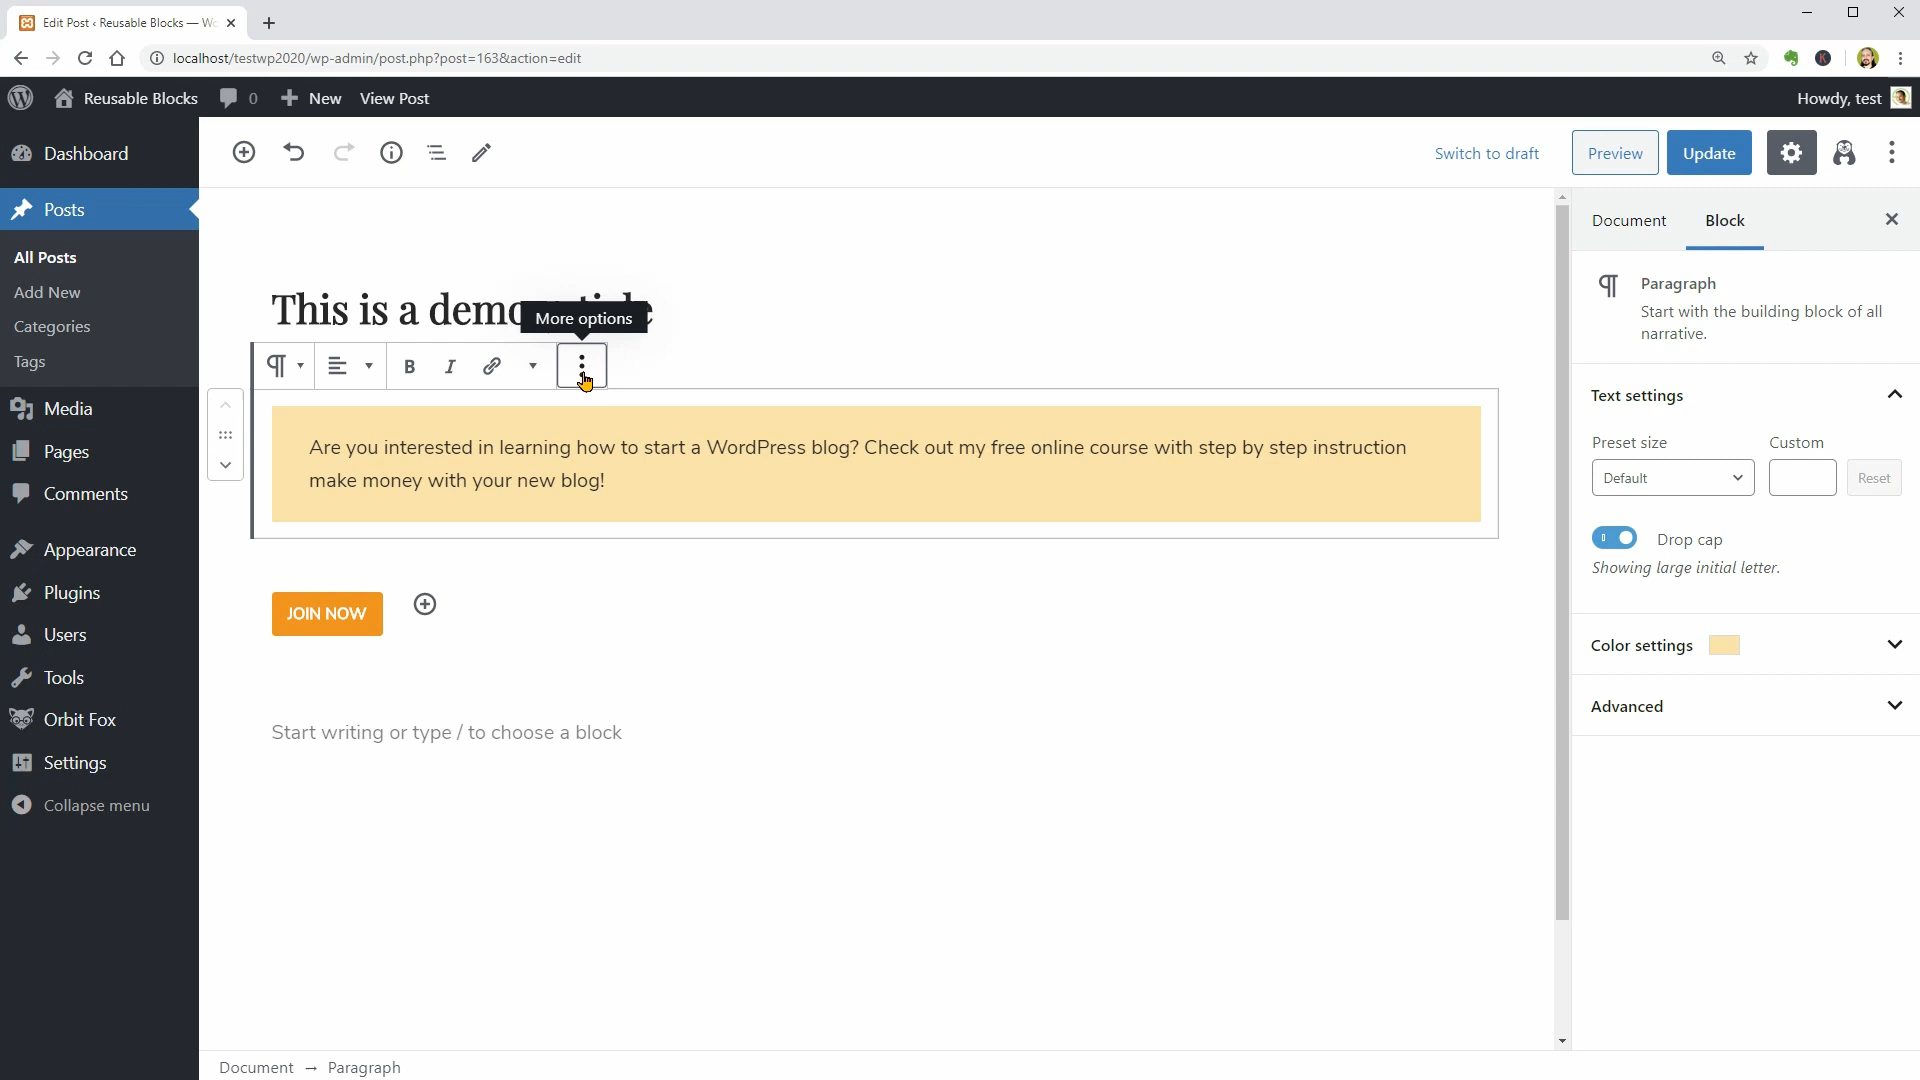 Edit Post ‹ Reusable Blocks — Wo
localhost/testwp2020/wp-admin/post.php?post=163&action=edit
Reusable Blocks 0 New View Post Howdy, test
Dashboard
Posts
All Posts
Add New
Categories
Tags
Media
Pages
Comments
Appearance
Plugins
Users
Tools
Orbit Fox
Settings
Collapse menu
Switch to draft Preview Update
This is a demo
More options
B I
Are you interested in learning how to start a WordPress blog? Check out my free online course with step by step instruction
make money with your new blog!
JOIN NOW
Start writing or type / to choose a block
Document Block
Paragraph
Start with the building block of all
narrative.
Text settings
Preset size Custom
Default Reset
Drop cap
Showing large initial letter.
Color settings
Advanced
Document → Paragraph